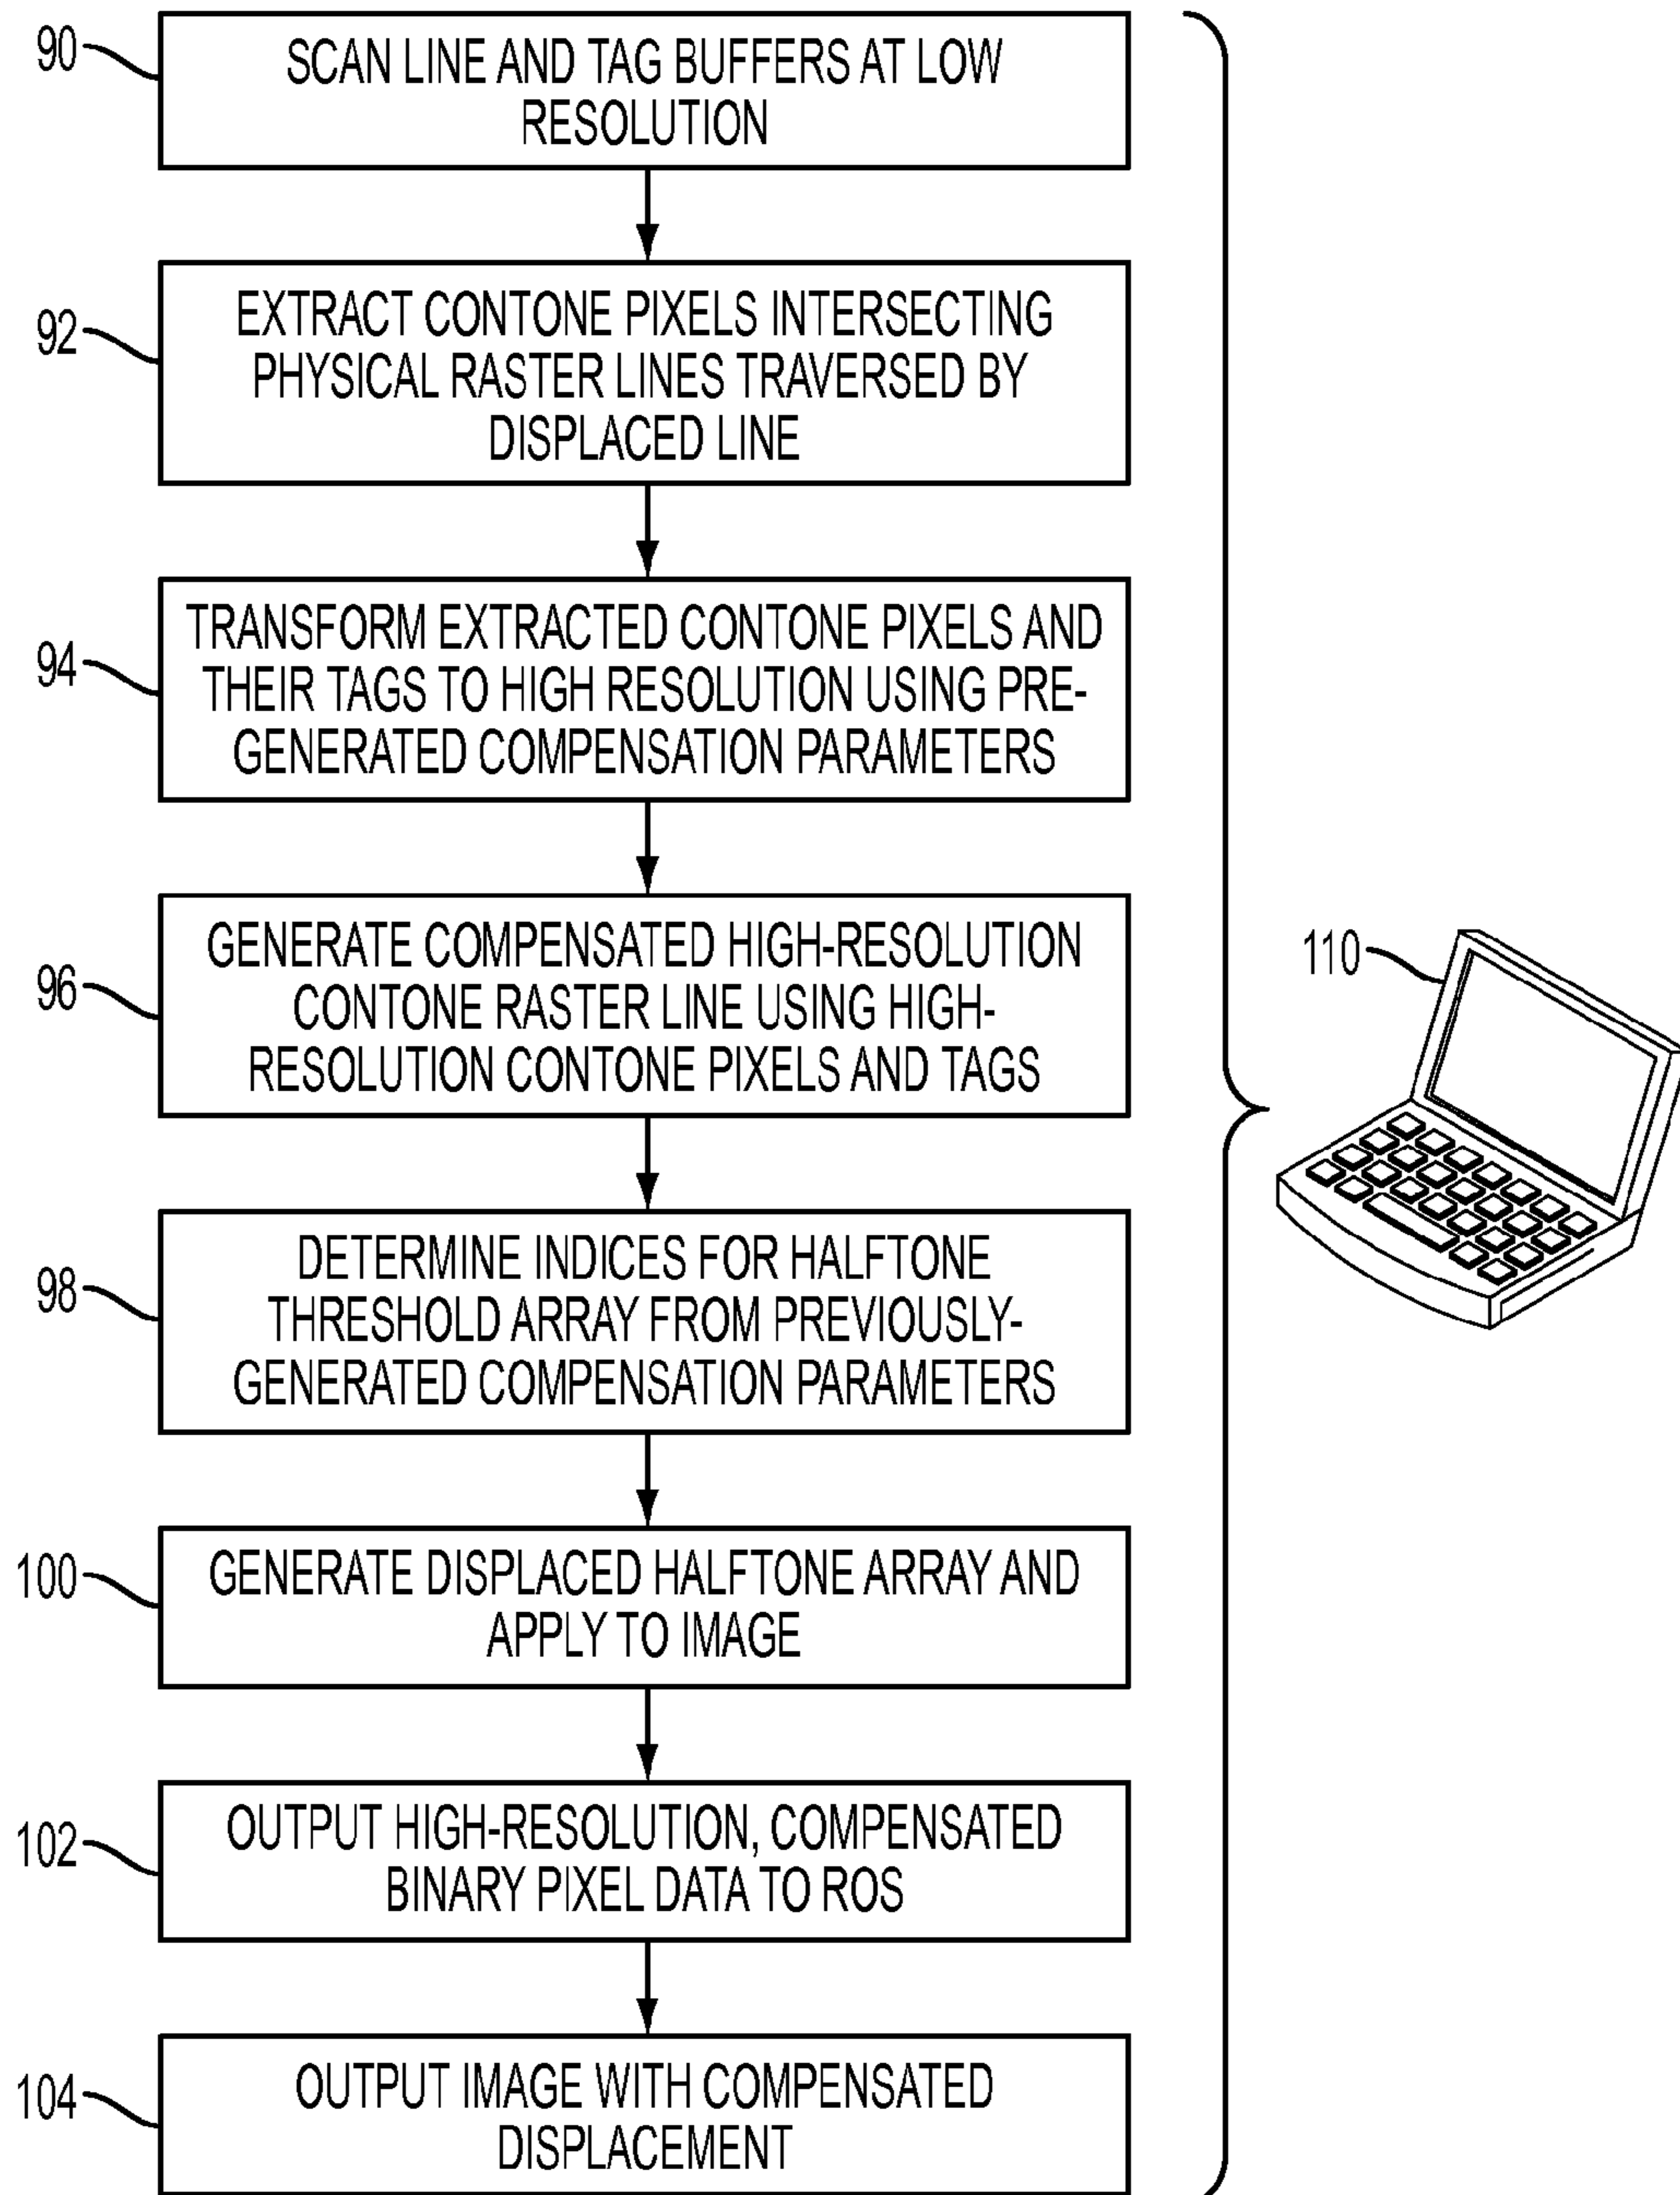 90
SCAN LINE AND TAG BUFFERS AT LOW
RESOLUTION
92
EXTRACT CONTONE PIXELS INTERSECTING
PHYSICAL RASTER LINES TRAVERSED BY
DISPLACED LINE
94
TRANSFORM EXTRACTED CONTONE PIXELS AND
THEIR TAGS TO HIGH RESOLUTION USING PRE-
GENERATED COMPENSATION PARAMETERS
96
GENERATE COMPENSATED HIGH-RESOLUTION
CONTONE RASTER LINE USING HIGH-
RESOLUTION CONTONE PIXELS AND TAGS
110
98
DETERMINE INDICES FOR HALFTONE
THRESHOLD ARRAY FROM PREVIOUSLY-
GENERATED COMPENSATION PARAMETERS
100
GENERATE DISPLACED HALFTONE ARRAY AND
APPLY TO IMAGE
102
OUTPUT HIGH-RESOLUTION, COMPENSATED
BINARY PIXEL DATA TO ROS
104
OUTPUT IMAGE WITH COMPENSATED
DISPLACEMENT